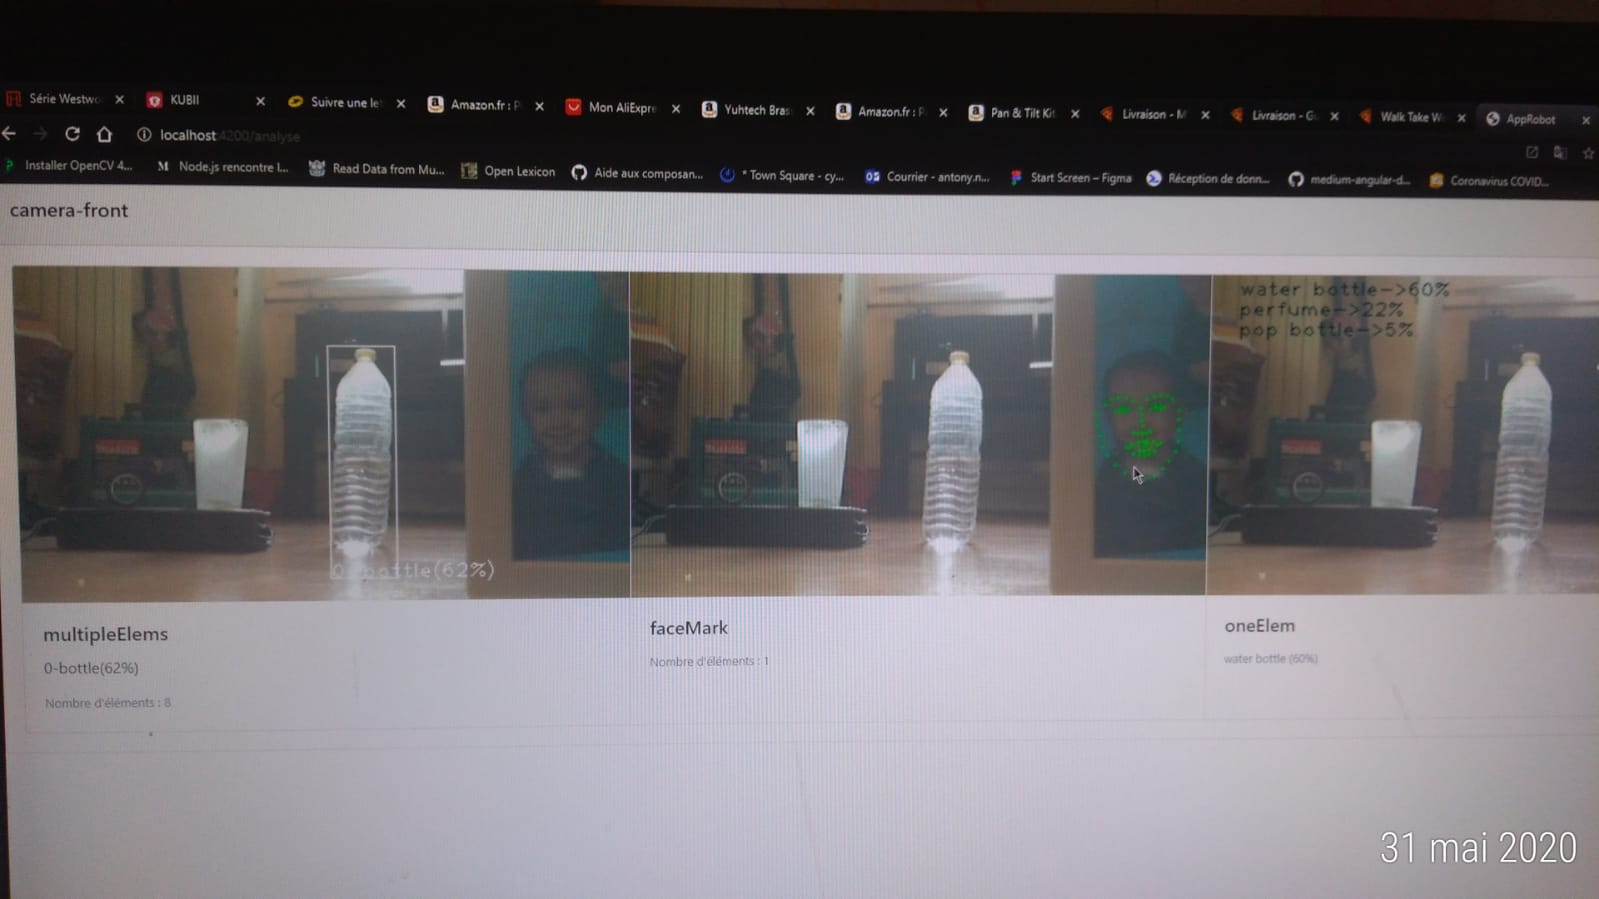 Série Westwo
KUBII
Suivre une le
Amazon.fr : P
Mon AliExpre
Yuhtech Bras
Amazon.fr : P
Pan & Tilt Kit
Livraison - M
Livraison - G
Walk Take W
AppRobot
localhost:4200/analyse
Installer OpenCV 4...
Node.js rencontre l...
Read Data from Mu...
Open Lexicon
Aide aux composan...
* Town Square - cy...
Courrier - antony.n...
Start Screen – Figma
Réception de donn...
medium-angular-d...
Coronavirus COVID...
camera-front
0-bottle(62%)
water bottle->60%
perfume->22%
pop bottle->5%
multipleElems
0-bottle(62%)
Nombre d'éléments : 8
faceMark
Nombre d'éléments : 1
oneElem
water bottle (60%)
31 mai 2020